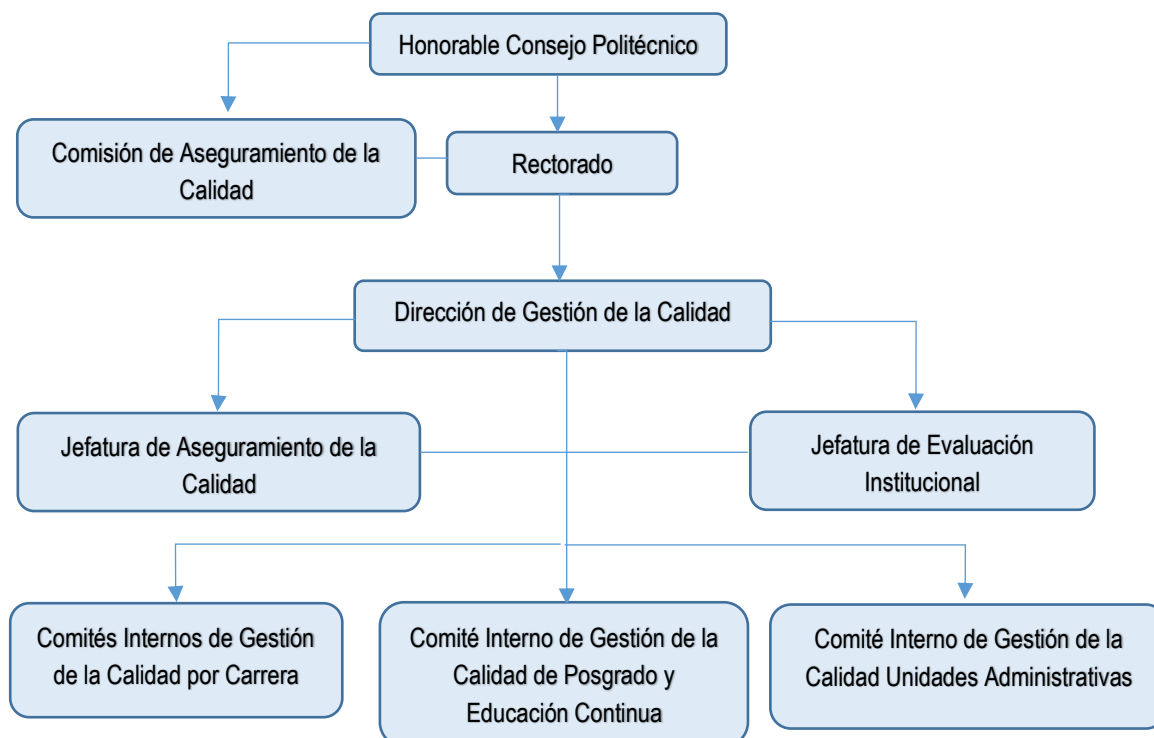 Honorable Consejo Politécnico
Comisión de Aseguramiento de la
Calidad
Rectorado
Dirección de Gestión de la Calidad
Jefatura de Aseguramiento de la
Calidad
Jefatura de Evaluación
Institucional
Comités Internos de Gestión
de la Calidad por Carrera
Comité Interno de Gestión de la
Calidad de Posgrado y
Educación Continua
Comité Interno de Gestión de la
Calidad Unidades Administrativas